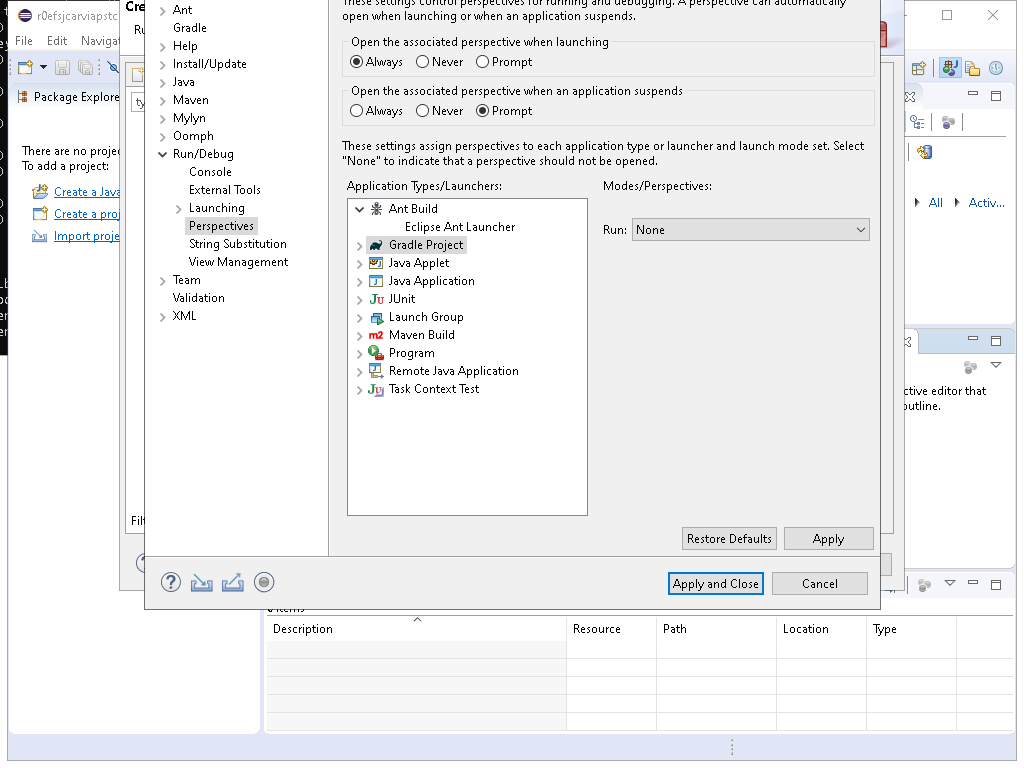 r0efsjcarviapstc
File Edit Navigat
Package Explore
There are no projec
To add a project:
Create a Java
Create a proj
Import proje
Cre
Ru
ty
Filt
Ant
Gradle
Help
Install/Update
Java
Maven
Mylyn
Oomph
Run/Debug
Console
External Tools
Launching
Perspectives
String Substitution
View Management
Team
Validation
XML
These settings control perspectives for running and debugging. A perspective can automatically
open when launching or when an application suspends.
Open the associated perspective when launching
Always Never Prompt
Open the associated perspective when an application suspends
Always Never Prompt
These settings assign perspectives to each application type or launcher and launch mode set. Select
"None" to indicate that a perspective should not be opened.
Application Types/Launchers:
Modes/Perspectives:
Ant Build
Eclipse Ant Launcher
Gradle Project
Java Applet
Java Application
JUnit
Launch Group
Maven Build
Program
Remote Java Application
Task Context Test
Run: None
Restore Defaults Apply
Apply and Close Cancel
All Activ...
ctive editor that
outline.
Description Resource Path Location Type